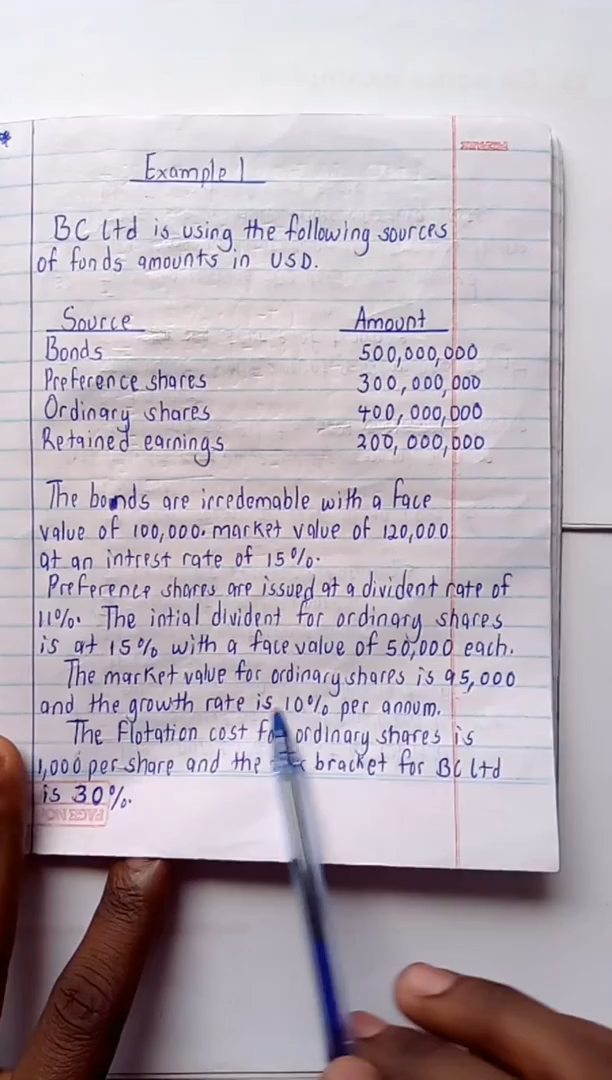 Example 1
BC Ltd is using the following sources
of fonds amounts in USD.
Source Amount
Bonds 500,000,000
Preference shares 300,000,000
Ordinary shares 400,000,000
Retained earnings 200,000,000
The bonds are irredemable with a face
value of 100,000. market value of 120,000
at an intrest rate of 15%.
Preference shares are issued at a divident rate of
11%. The intial divident for ordinary shares
is at 15% with a face value of 50,000 each.
The market value for ordinary shares is 95,000
and the growth rate is 10% per annum.
The Flotation cost for ordinary shares is
1,000 per share and the bracket for BC Ltd
is 30%.
PAGE NO